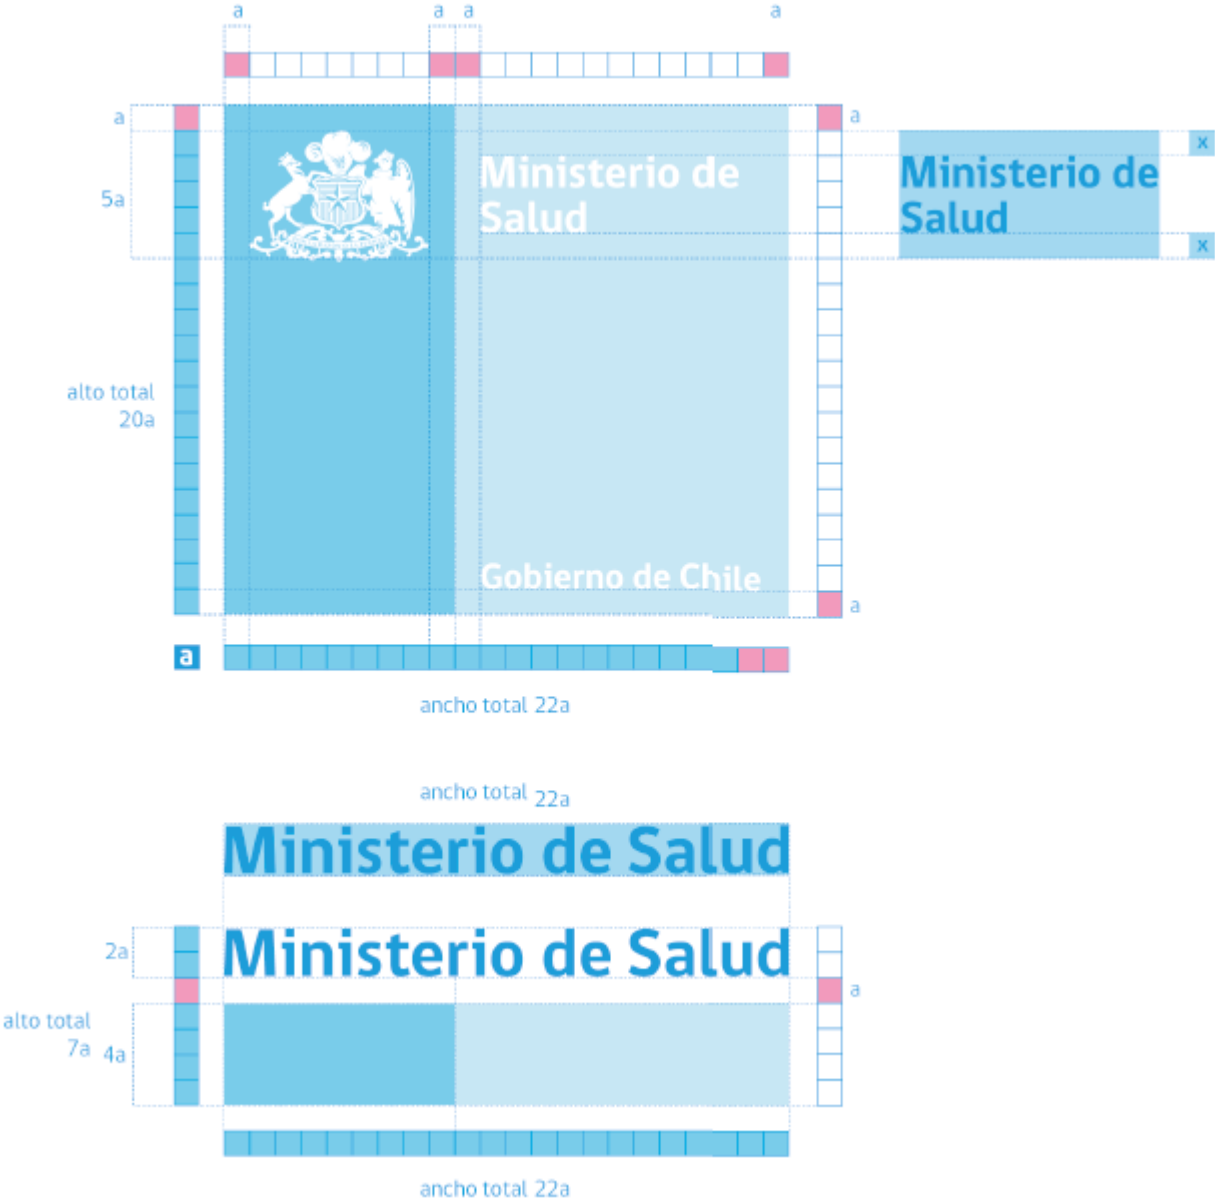 a a a a
a
a
5a
Ministerio de
Salud
Ministerio de
Salud
x
x
alto total
20a
Gobierno de Chile
a
a
ancho total 22a
ancho total 22a
Ministerio de Salud
2a
Ministerio de Salud
a
alto total
7a
4a
ancho total 22a